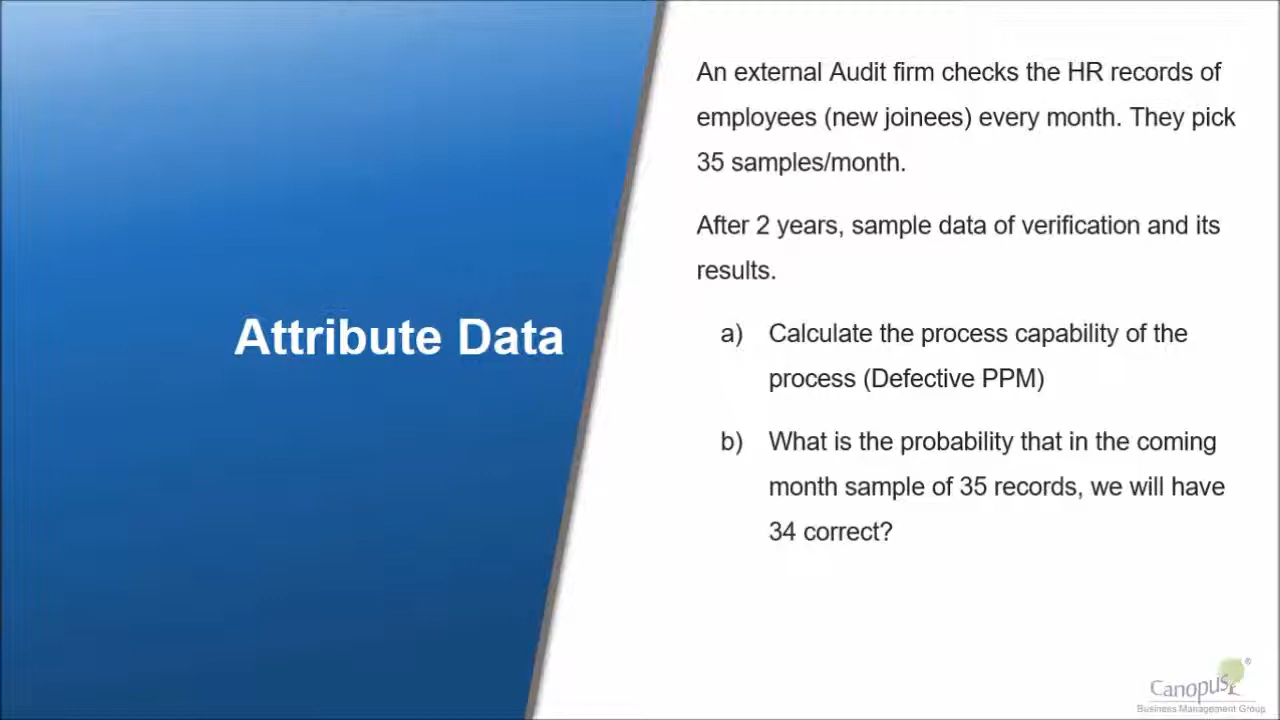 Attribute Data
An external Audit firm checks the HR records of
employees (new joinees) every month. They pick
35 samples/month.
After 2 years, sample data of verification and its
results.
a) Calculate the process capability of the
process (Defective PPM)
b) What is the probability that in the coming
month sample of 35 records, we will have
34 correct?
Canopus®
Business Management Group